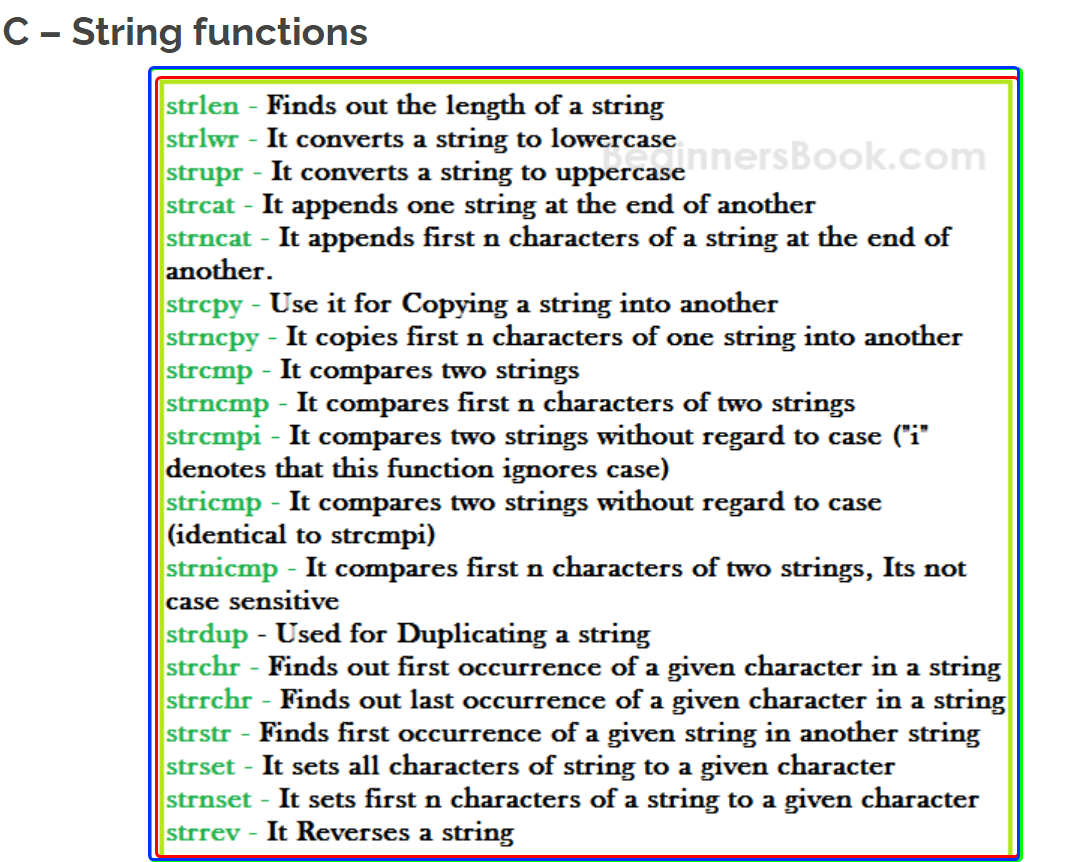 C – String functions
strlen - Finds out the length of a string
strlwr - It converts a string to lowercase
BeginnersBook.com
strupr - It converts a string to uppercase
strcat - It appends one string at the end of another
strncat - It appends first n characters of a string at the end of
another.
strcpy - Use it for Copying a string into another
strncpy - It copies first n characters of one string into another
strcmp - It compares two strings
strncmp - It compares first n characters of two strings
strcmpi - It compares two strings without regard to case ("i"
denotes that this function ignores case)
stricmp - It compares two strings without regard to case
(identical to strcmpi)
strnicmp - It compares first n characters of two strings, Its not
case sensitive
strdup - Used for Duplicating a string
strchr - Finds out first occurrence of a given character in a string
strrchr - Finds out last occurrence of a given character in a string
strstr - Finds first occurrence of a given string in another string
strset - It sets all characters of string to a given character
strnset - It sets first n characters of a string to a given character
strrev - It Reverses a string